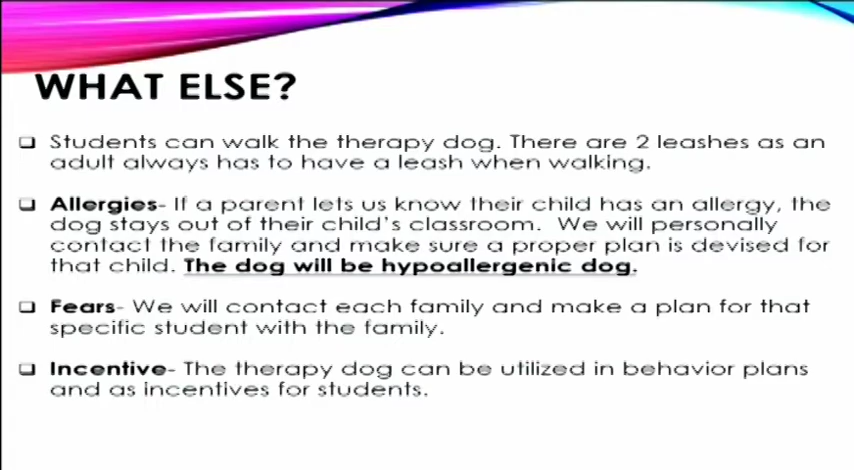 WHAT ELSE?
Students can walk the therapy dog. There are 2 leashes as an
adult always has to have a leash when walking.
Allergies- If a parent lets us know their child has an allergy, the
dog stays out of their child's classroom. We will personally
contact the family and make sure a proper plan is devised for
that child. The dog will be hypoallergenic dog.
Fears- We will contact each family and make a plan for that
specific student with the family.
Incentive- The therapy dog can be utilized in behavior plans
and as incentives for students.